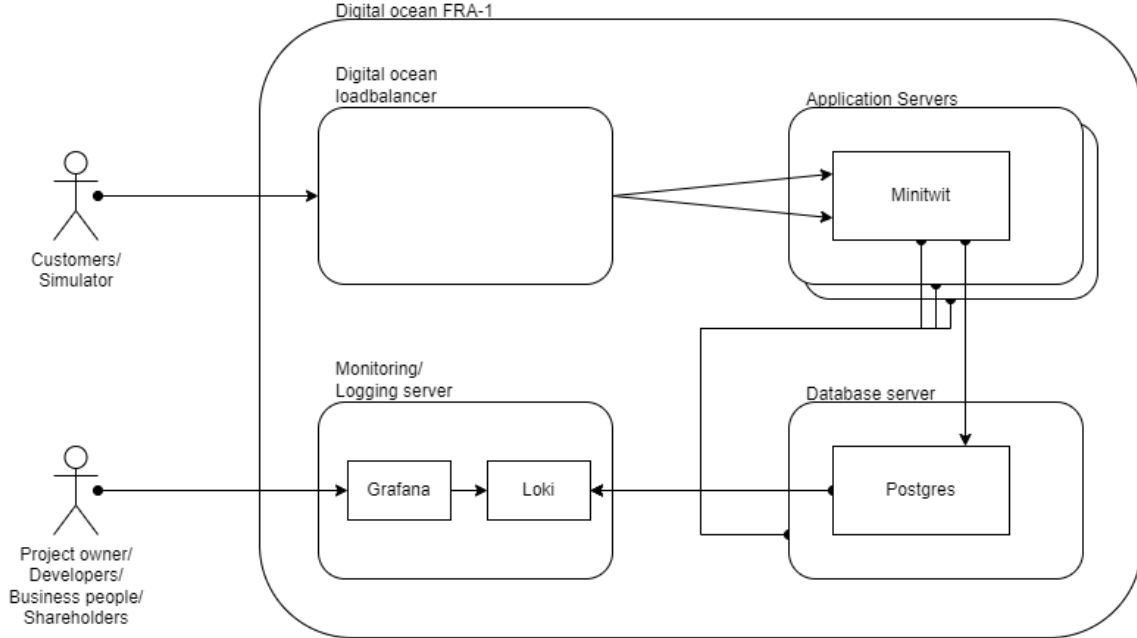 Digital ocean FRA-1
Digital ocean
loadbalancer
Application Servers
Minitwit
Customers/
Simulator
Monitoring/
Logging server
Database server
Grafana
Loki
Postgres
Project owner/
Developers/
Business people/
Shareholders